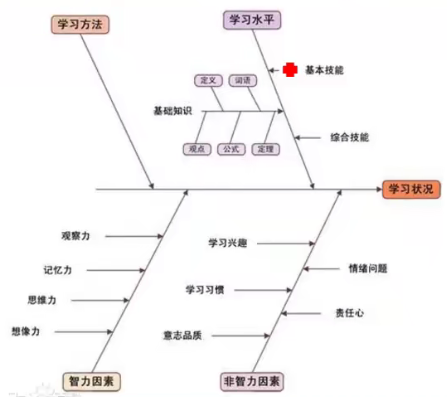 学习方法
学习水平
基本技能
定义
词语
基础知识
综合技能
观点
公式
定理
学习状况
观察力
学习兴趣
记忆力
情绪问题
思维力
学习习惯
责任心
想像力
意志品质
智力因素
非智力因素